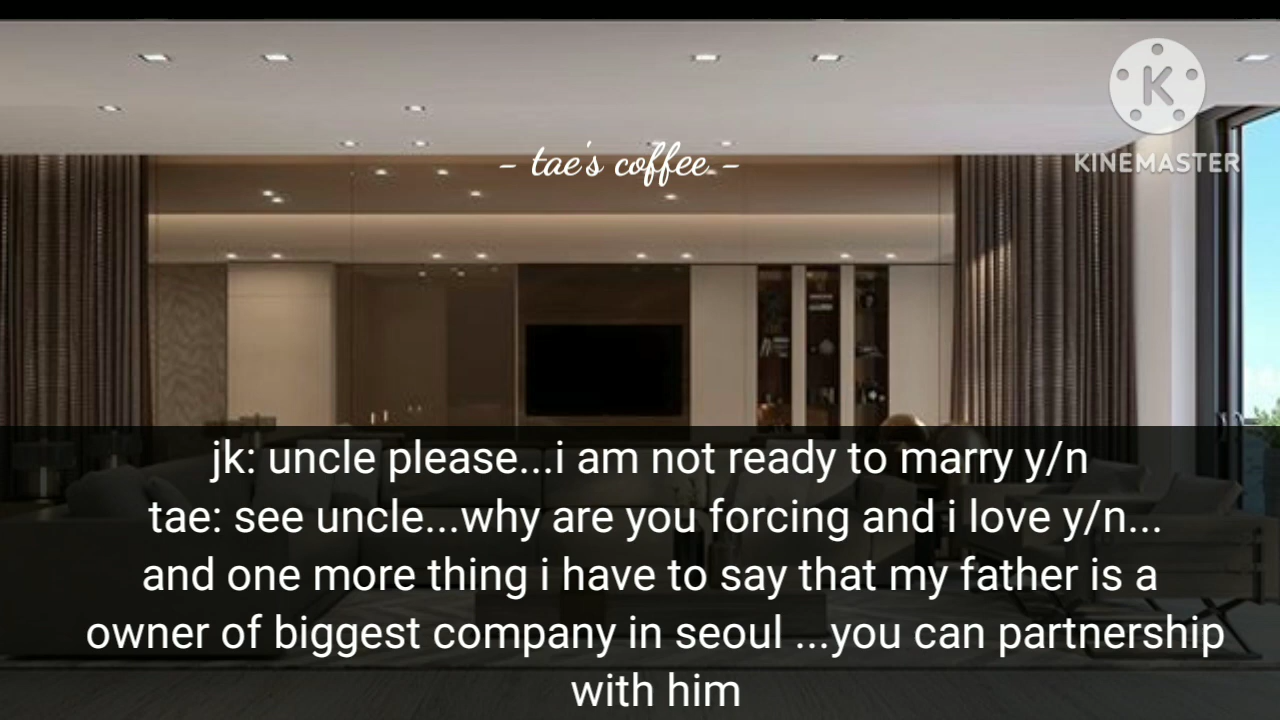 K
KINEMASTER
- tae's coffee -
jk: uncle please...i am not ready to marry y/n
tae: see uncle...why are you forcing and i love y/n...
and one more thing i have to say that my father is a
owner of biggest company in seoul ...you can partnership
with him